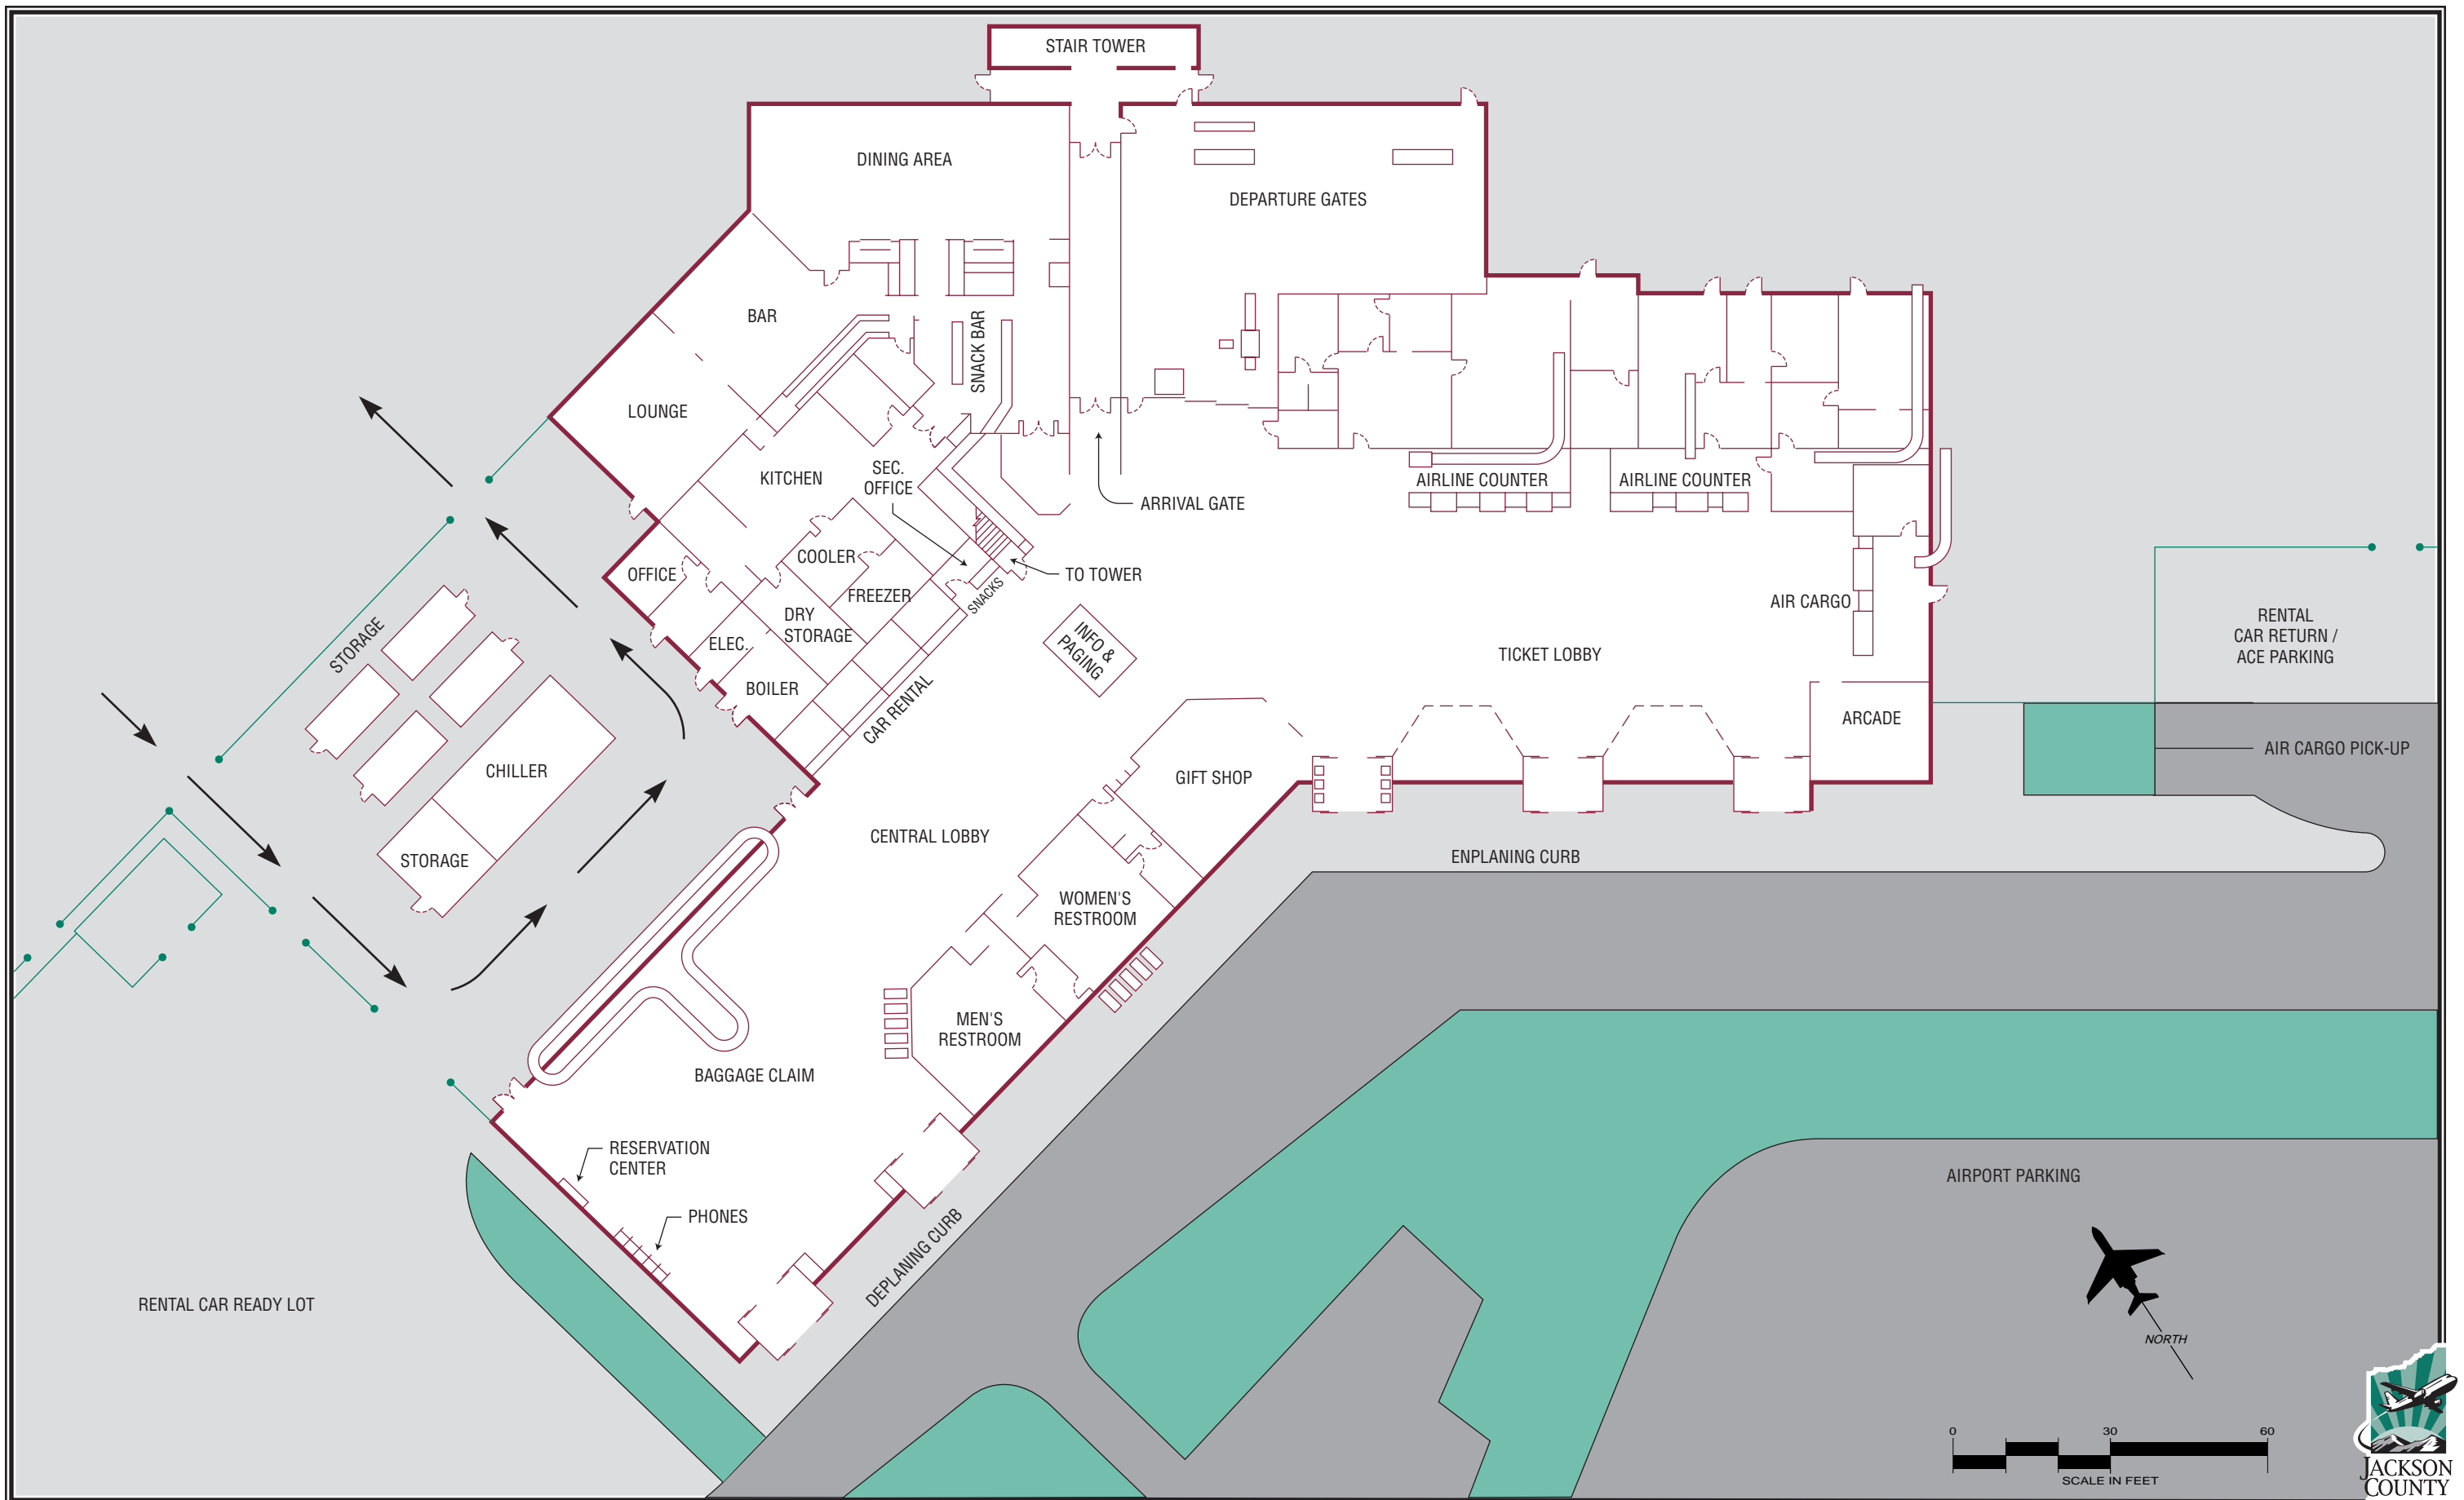 STAIR TOWER
DINING AREA
DEPARTURE GATES
BAR
SNACK BAR
LOUNGE
KITCHEN
SEC.
OFFICE
AIRLINE COUNTER
AIRLINE COUNTER
ARRIVAL GATE
COOLER
OFFICE
TO TOWER
FREEZER
SNACKS
AIR CARGO
DRY
STORAGE
RENTAL
CAR RETURN /
ACE PARKING
STORAGE
ELEC.
INFO &
PAGING
TICKET LOBBY
BOILER
CAR RENTAL
ARCADE
AIR CARGO PICK-UP
CHILLER
GIFT SHOP
CENTRAL LOBBY
STORAGE
ENPLANING CURB
WOMEN'S
RESTROOM
MEN'S
RESTROOM
BAGGAGE CLAIM
RESERVATION
CENTER
AIRPORT PARKING
PHONES
DEPLANING CURB
RENTAL CAR READY LOT
NORTH
0 30 60
SCALE IN FEET
JACKSON
COUNTY